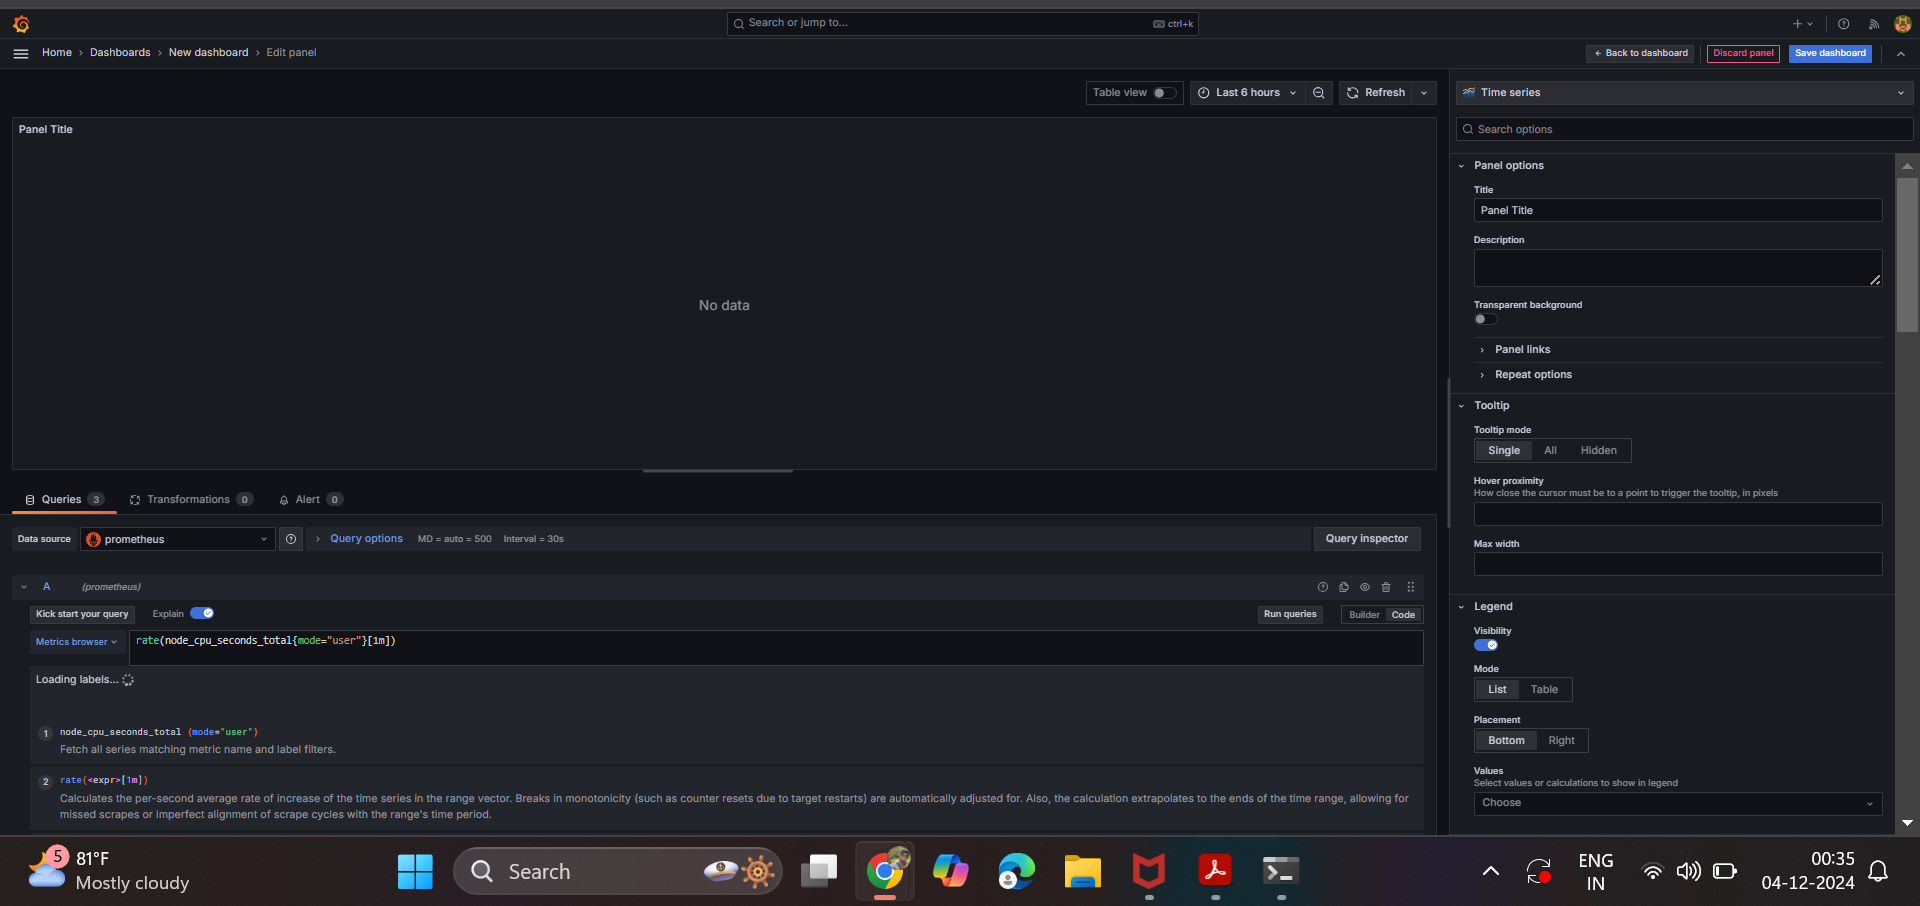 Search or jump to...
ctrl+k
Home › Dashboards › New dashboard › Edit panel
← Back to dashboard
Discard panel
Save dashboard
Table view
Last 6 hours
Refresh
Time series
Panel Title
Search options
No data
Panel options
Title
Panel Title
Description
Transparent background
Panel links
Repeat options
Tooltip
Tooltip mode
Single All Hidden
Hover proximity
How close the cursor must be to a point to trigger the tooltip, in pixels
Max width
Legend
Visibility
Mode
List Table
Placement
Bottom Right
Values
Select values or calculations to show in legend
Choose
Queries 3 Transformations 0 Alert 0
Data source prometheus Query options MD = auto = 500 Interval = 30s Query inspector
A (prometheus)
Kick start your query Explain Run queries Builder Code
Metrics browser rate(node_cpu_seconds_total{mode="user"}[1m])
Loading labels...
1 node_cpu_seconds_total {mode="user"}
Fetch all series matching metric name and label filters.
2 rate(<expr>[1m])
Calculates the per-second average rate of increase of the time series in the range vector. Breaks in monotonicity (such as counter resets due to target restarts) are automatically adjusted for. Also, the calculation extrapolates to the ends of the time range, allowing for
missed scrapes or imperfect alignment of scrape cycles with the range's time period.
5
81°F
Mostly cloudy
Search
ENG
IN
00:35
04-12-2024